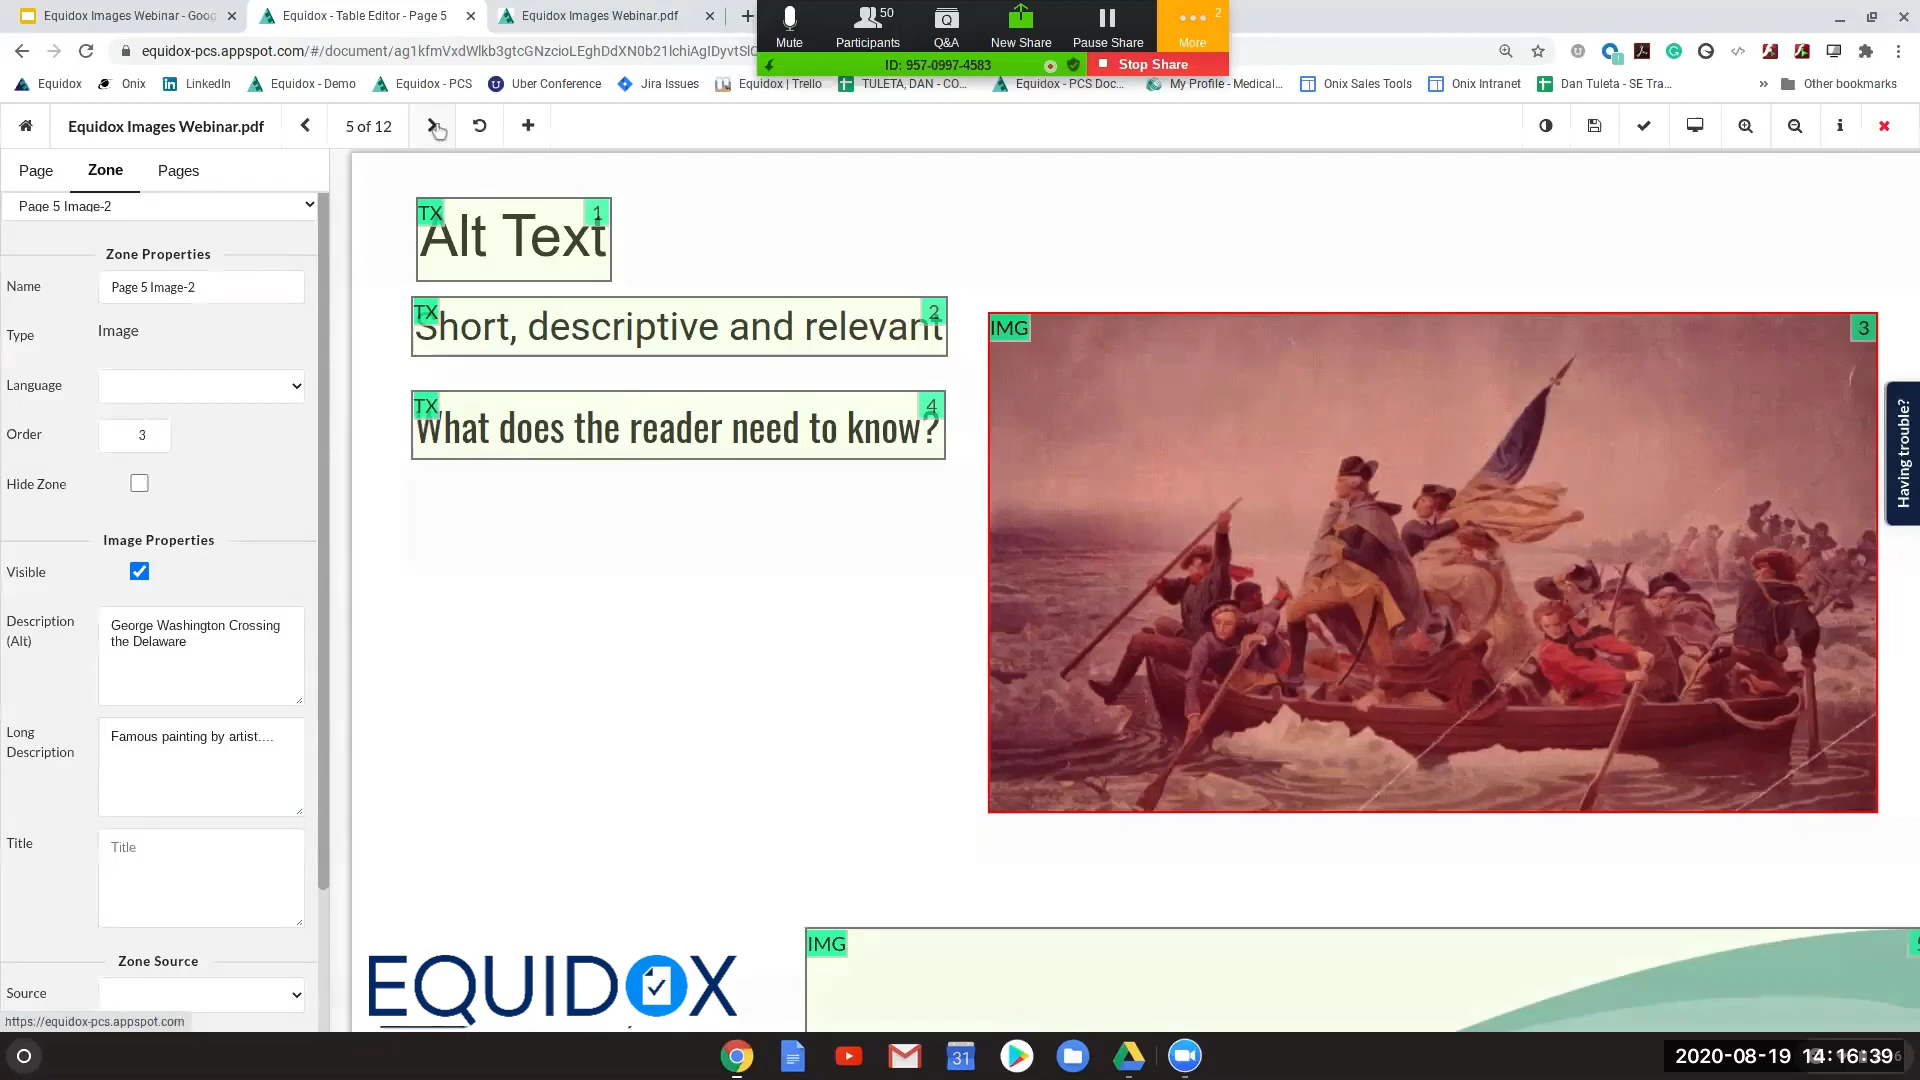 Equidox Images Webinar - Goo
Equidox - Table Editor - Page 5
Equidox Images Webinar.pdf
Mute
Participants
50
Q&A
New Share
Pause Share
More
2
ID: 957-0997-4583
Stop Share
equidox-pcs.appspot.com/#/document/ag1kfmVxdWlkb3gtcGNzcioLEghDdXN0b21lchiAgIDyvtSlC
Equidox
Onix
LinkedIn
Equidox - Demo
Equidox - PCS
Uber Conference
Jira Issues
Equidox | Trello
TULETA, DAN - CO...
Equidox - PCS Doc...
My Profile - Medical...
Onix Sales Tools
Onix Intranet
Dan Tuleta - SE Tra...
Other bookmarks
Equidox Images Webinar.pdf
5 of 12
Page
Zone
Pages
Page 5 Image-2
Zone Properties
Name
Page 5 Image-2
Type
Image
Language
Order
3
Hide Zone
Image Properties
Visible
Description
(Alt)
George Washington Crossing
the Delaware
Long
Description
Famous painting by artist....
Title
Title
Zone Source
Source
https://equidox-pcs.appspot.com
TX
1
Alt Text
TX
2
Short, descriptive and relevant
TX
4
What does the reader need to know?
IMG
3
Having trouble?
EQUIDOX
IMG
31
2020-08-19 14:16:39